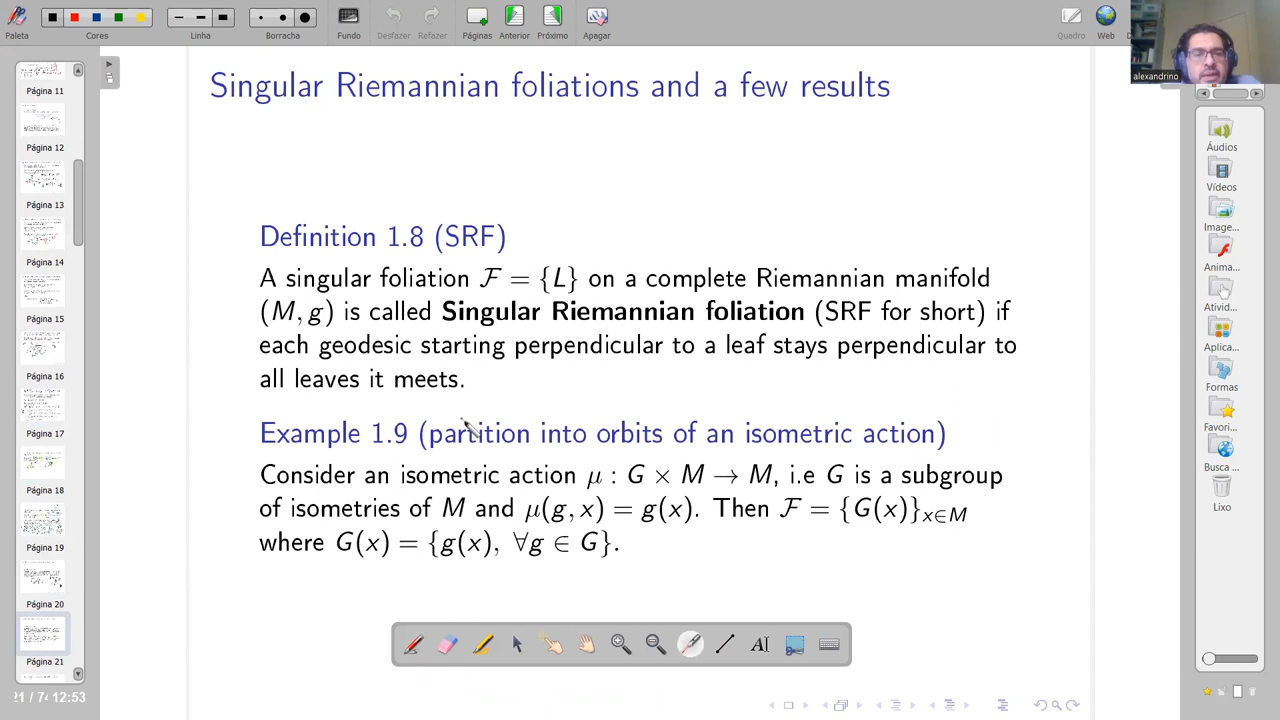 Paleta
Cores
Linha
Borracha
Fundo
Desfazer
Refazer
Páginas
Anterior
Próximo
Apagar
Quadro
Web
alexandrino
Página 11
Página 12
Página 13
Página 14
Página 15
Página 16
Página 17
Página 18
Página 19
Página 20
Página 21
21 / 74 12:53
Singular Riemannian foliations and a few results
Definition 1.8 (SRF)
A singular foliation ℱ = {L} on a complete Riemannian manifold
(M, g) is called Singular Riemannian foliation (SRF for short) if
each geodesic starting perpendicular to a leaf stays perpendicular to
all leaves it meets.
Example 1.9 (partition into orbits of an isometric action)
Consider an isometric action μ : G × M → M, i.e G is a subgroup
of isometries of M and μ(g, x) = g(x). Then ℱ = {G(x)}ₓ∈M
where G(x) = {g(x), ∀g ∈ G}.
AI
Áudios
Vídeos
Image...
Anima...
Ativid...
Aplica...
Formas
Favori...
Busca ...
Lixo